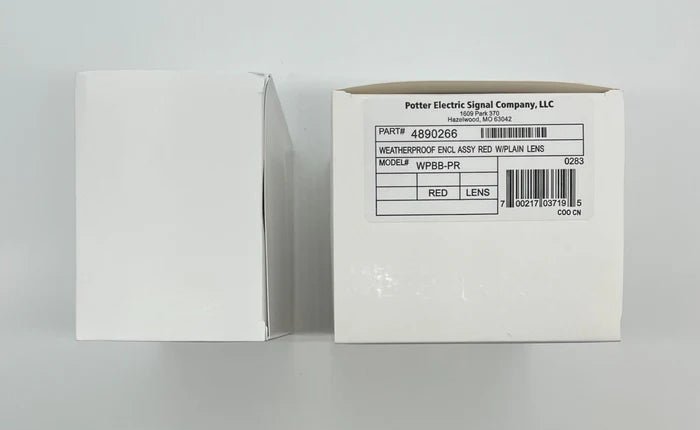 Potter Electric Signal Company, LLC
1609 Park 370
Hazelwood, MO 63042
PART# 4890266
WEATHERPROOF ENCL ASSY RED W/PLAIN LENS
MODEL# WPBB-PR 0283
RED LENS
7 00217 03719 5
COO CN